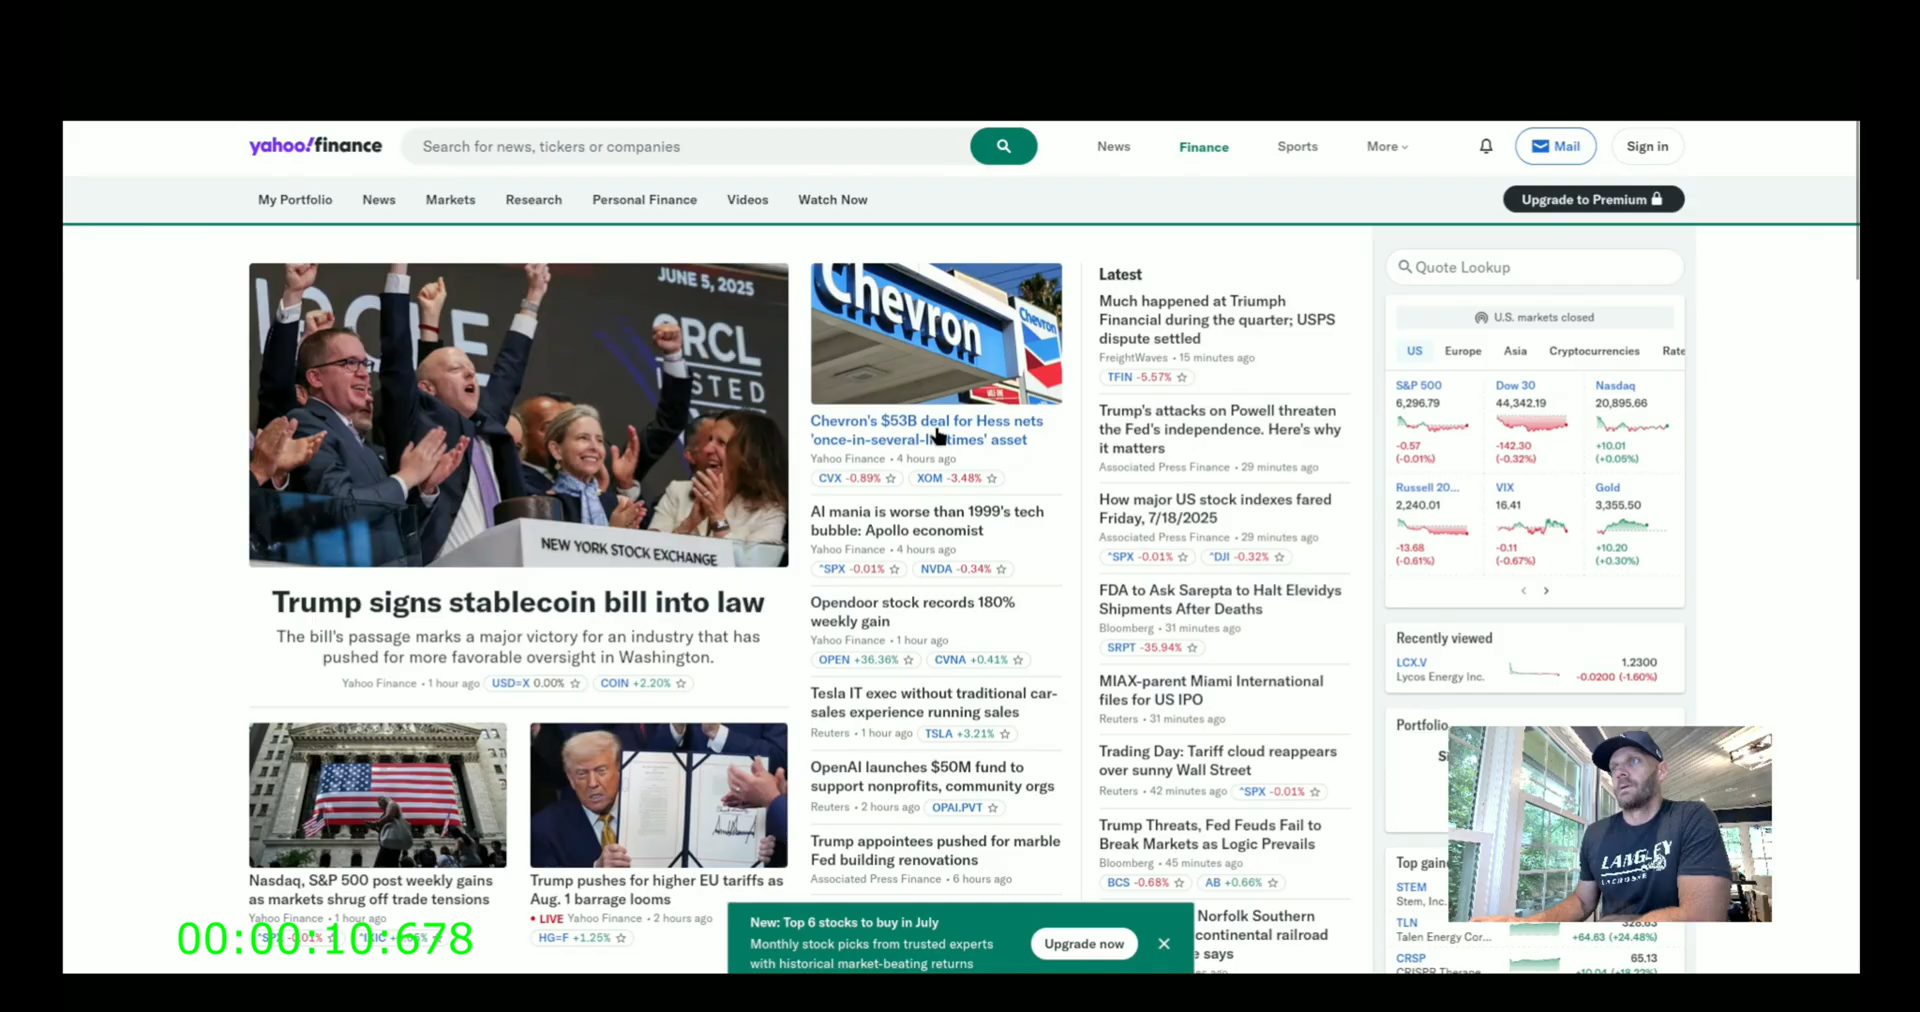 yahoo!finance
Search for news, tickers or companies
News
Finance
Sports
More
Mail
Sign in
My Portfolio
News
Markets
Research
Personal Finance
Videos
Watch Now
Upgrade to Premium
JUNE 5, 2025
CRCL
NEW YORK STOCK EXCHANGE
Trump signs stablecoin bill into law
The bill's passage marks a major victory for an industry that has
pushed for more favorable oversight in Washington.
Yahoo Finance • 1 hour ago
USD=X 0.00%
COIN +2.20%
Nasdaq, S&P 500 post weekly gains
as markets shrug off trade tensions
Yahoo Finance • 1 hour ago
Trump pushes for higher EU tariffs as
Aug. 1 barrage looms
• LIVE Yahoo Finance • 2 hours ago
HG=F +1.25%
00:00:10:678
Chevron
Chevron
Chevron's $53B deal for Hess nets
'once-in-several- times' asset
Yahoo Finance • 4 hours ago
CVX -0.89%
XOM -3.48%
AI mania is worse than 1999's tech
bubble: Apollo economist
Yahoo Finance • 4 hours ago
^SPX -0.01%
NVDA -0.34%
Opendoor stock records 180%
weekly gain
Yahoo Finance • 1 hour ago
OPEN +36.36%
CVNA +0.41%
Tesla IT exec without traditional car-
sales experience running sales
Reuters • 1 hour ago
TSLA +3.21%
OpenAI launches $50M fund to
support nonprofits, community orgs
Reuters • 2 hours ago
OPAI.PVT
Trump appointees pushed for marble
Fed building renovations
Associated Press Finance • 6 hours ago
Latest
Much happened at Triumph
Financial during the quarter; USPS
dispute settled
FreightWaves • 15 minutes ago
TFIN -5.57%
Trump's attacks on Powell threaten
the Fed's independence. Here's why
it matters
Associated Press Finance • 29 minutes ago
How major US stock indexes fared
Friday, 7/18/2025
Associated Press Finance • 29 minutes ago
^SPX -0.01%
^DJI -0.32%
FDA to Ask Sarepta to Halt Elevidys
Shipments After Deaths
Bloomberg • 31 minutes ago
SRPT -35.94%
MIAX-parent Miami International
files for US IPO
Reuters • 31 minutes ago
Trading Day: Tariff cloud reappears
over sunny Wall Street
Reuters • 42 minutes ago
^SPX -0.01%
Trump Threats, Fed Feuds Fail to
Break Markets as Logic Prevails
Bloomberg • 45 minutes ago
BCS -0.68%
AB +0.66%
Norfolk Southern
continental railroad
says
New: Top 6 stocks to buy in July
Monthly stock picks from trusted experts
with historical market-beating returns
Upgrade now
Quote Lookup
U.S. markets closed
US
Europe
Asia
Cryptocurrencies
Rate
S&P 500
6,296.79
-0.57
(-0.01%)
Dow 30
44,342.19
-142.30
(-0.32%)
Nasdaq
20,895.66
+10.01
(+0.05%)
Russell 20...
2,240.01
-13.68
(-0.61%)
VIX
16.41
-0.11
(-0.67%)
Gold
3,355.50
+10.20
(+0.30%)
Recently viewed
LCX.V
Lycos Energy Inc.
1.2300
-0.0200 (-1.60%)
Portfolio
Top gain
STEM
Stem, Inc.
TLN
Talen Energy Cor...
+64.63 (+24.48%)
CRSP
65.13
LANGLEY
LACROSSE